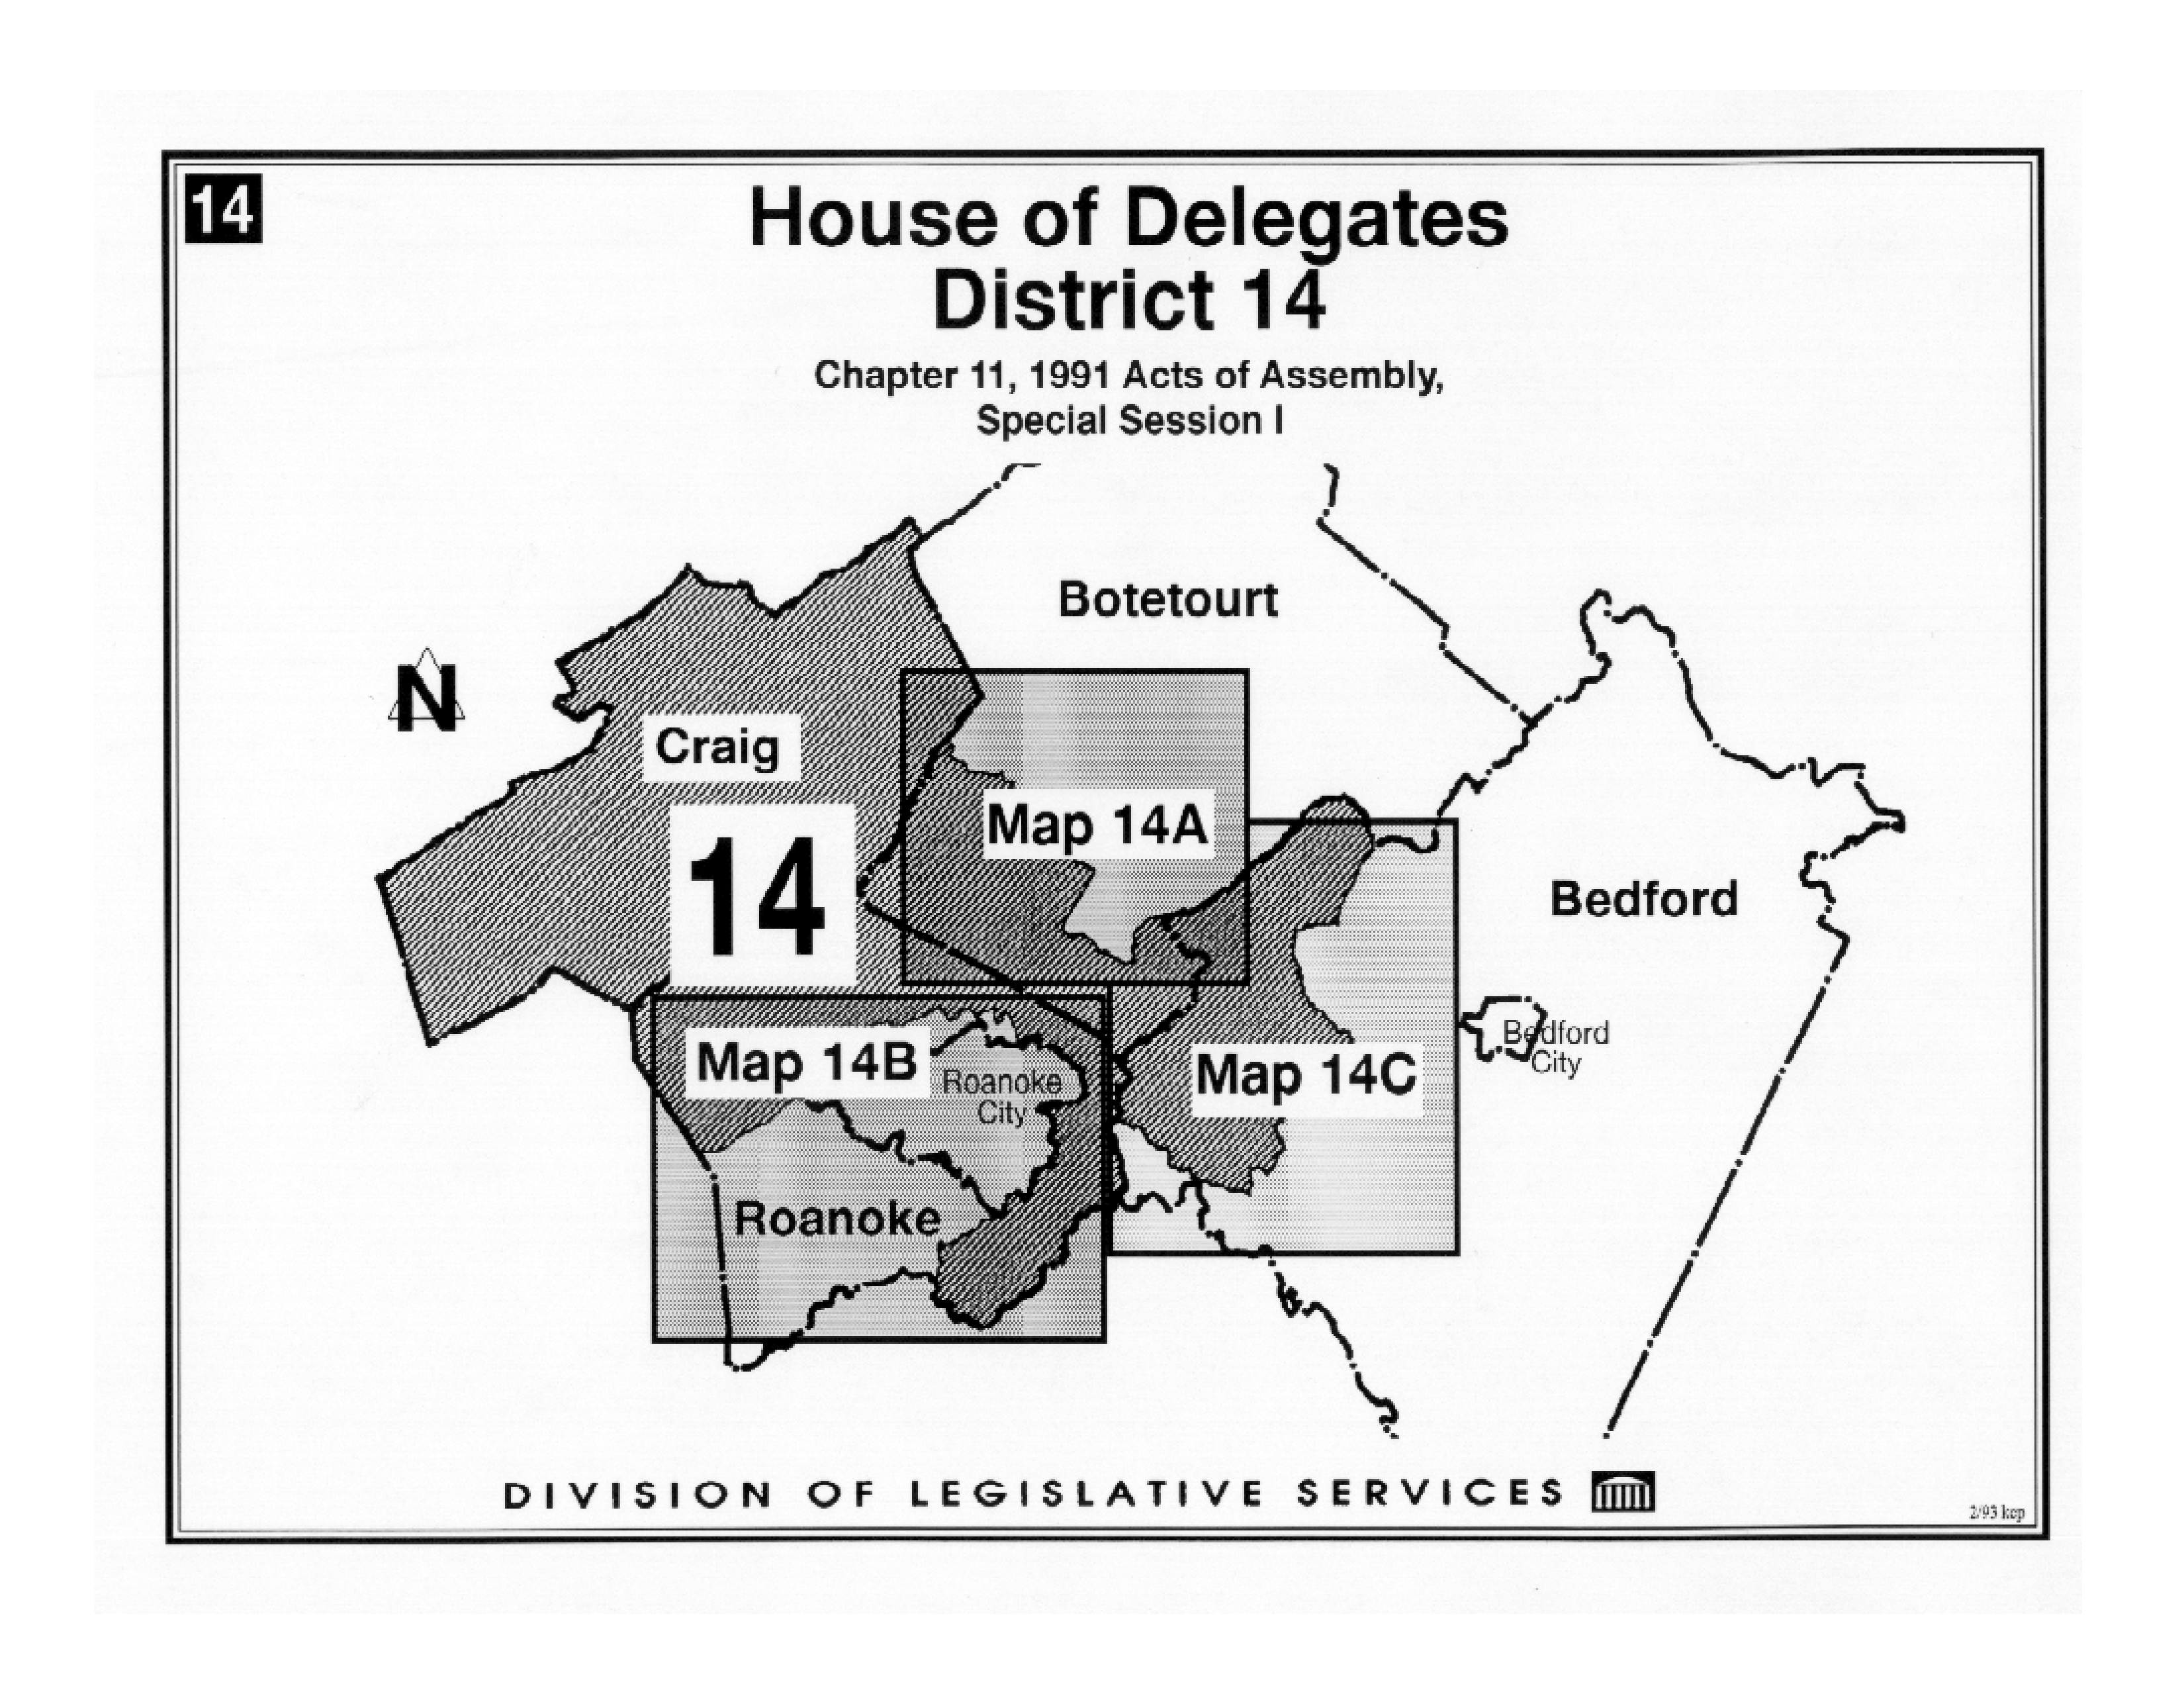 14
House of Delegates
District 14
Chapter 11, 1991 Acts of Assembly,
Special Session I
Botetourt
N
Craig
Map 14A
14
Bedford
Bedford
City
Map 14B
Roanoke
City
Map 14C
Roanoke
DIVISION OF LEGISLATIVE SERVICES
2/93 kcp